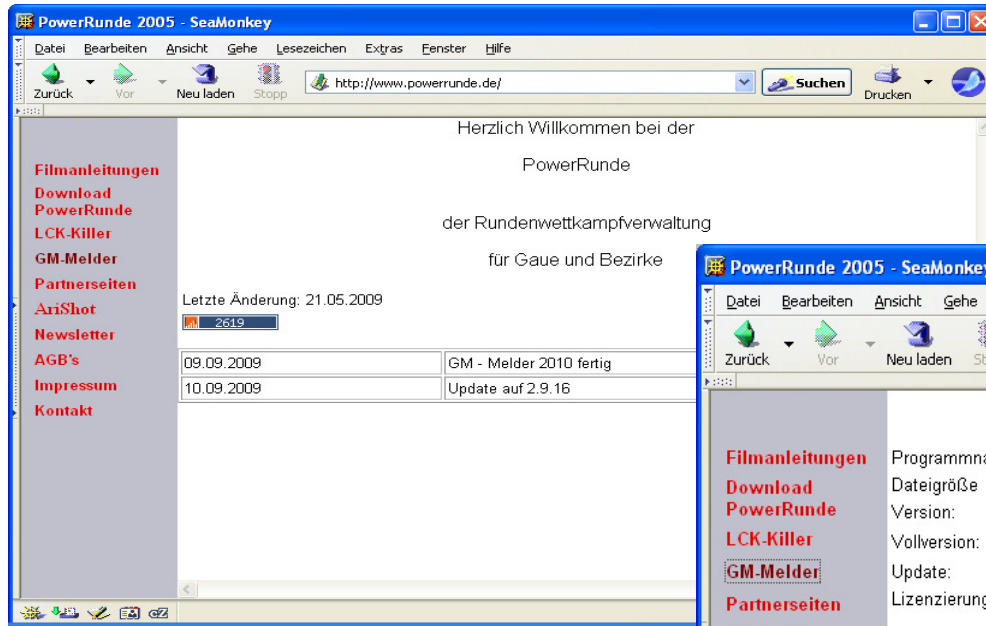 PowerRunde 2005 - SeaMonkey
Datei Bearbeiten Ansicht Gehe Lesezeichen Extras Fenster Hilfe
Zurück Vor Neu laden Stopp http://www.powerrunde.de/ Suchen Drucken
Filmanleitungen
Download
PowerRunde
LCK-Killer
GM-Melder
Partnerseiten
AriShot
Newsletter
AGB's
Impressum
Kontakt
Herzlich Willkommen bei der
PowerRunde
der Rundenwettkampfverwaltung
für Gaue und Bezirke
Letzte Änderung: 21.05.2009
2619
09.09.2009 GM - Melder 2010 fertig
10.09.2009 Update auf 2.9.16
PowerRunde 2005 - SeaMonkey
Datei Bearbeiten Ansicht Gehe
Zurück Vor Neu laden
Filmanleitungen
Download
PowerRunde
LCK-Killer
GM-Melder
Partnerseiten
Dateigröße
Version:
Vollversion:
Update: